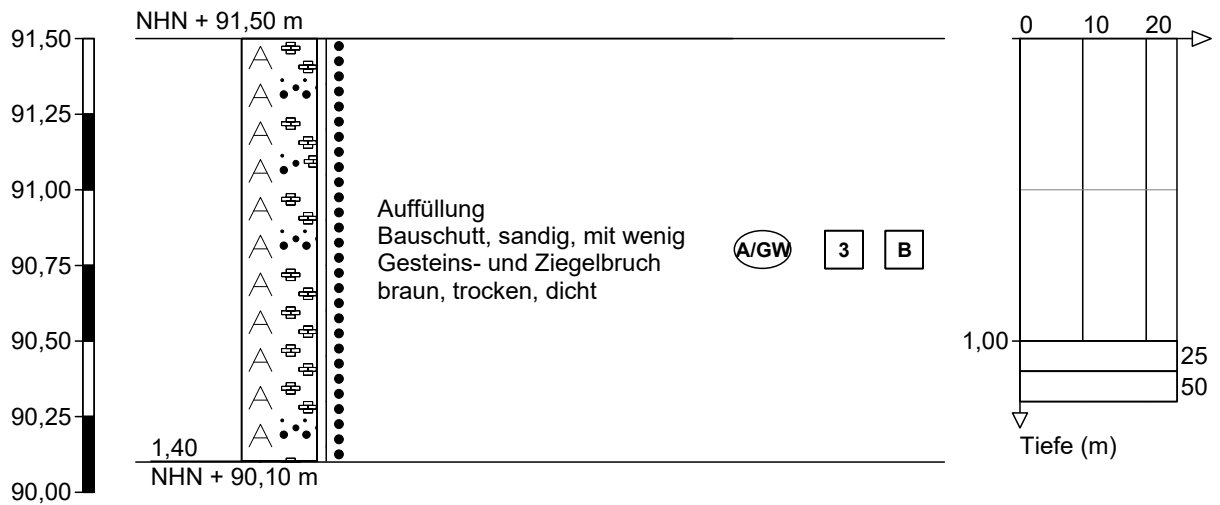 NHN + 91,50 m
91,50
91,25
91,00
90,75
90,50
90,25
90,00
Auffüllung
Bauschutt, sandig, mit wenig
Gesteins- und Ziegelbruch
braun, trocken, dicht
A/GW
3
B
1,40
NHN + 90,10 m
0 10 20
1,00
25
50
Tiefe (m)